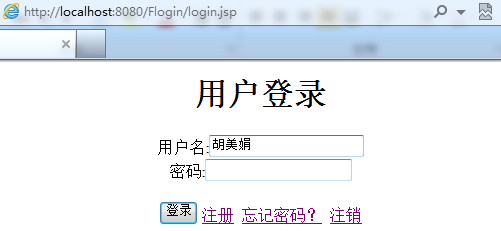 http://localhost:8080/Flogin/login.jsp
用户登录
用户名:胡美娟
密码:
登录 注册 忘记密码? 注销